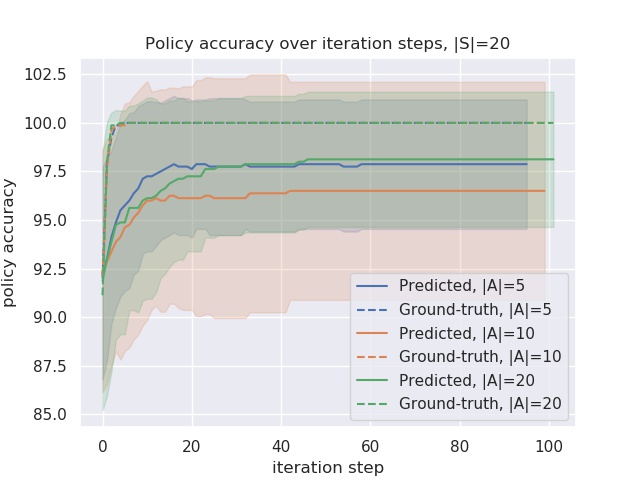 Policy accuracy over iteration steps, |S|=20
policy accuracy
102.5
100.0
97.5
95.0
92.5
90.0
87.5
85.0
Predicted, |A|=5
Ground-truth, |A|=5
Predicted, |A|=10
Ground-truth, |A|=10
Predicted, |A|=20
Ground-truth, |A|=20
0 20 40 60 80 100
iteration step